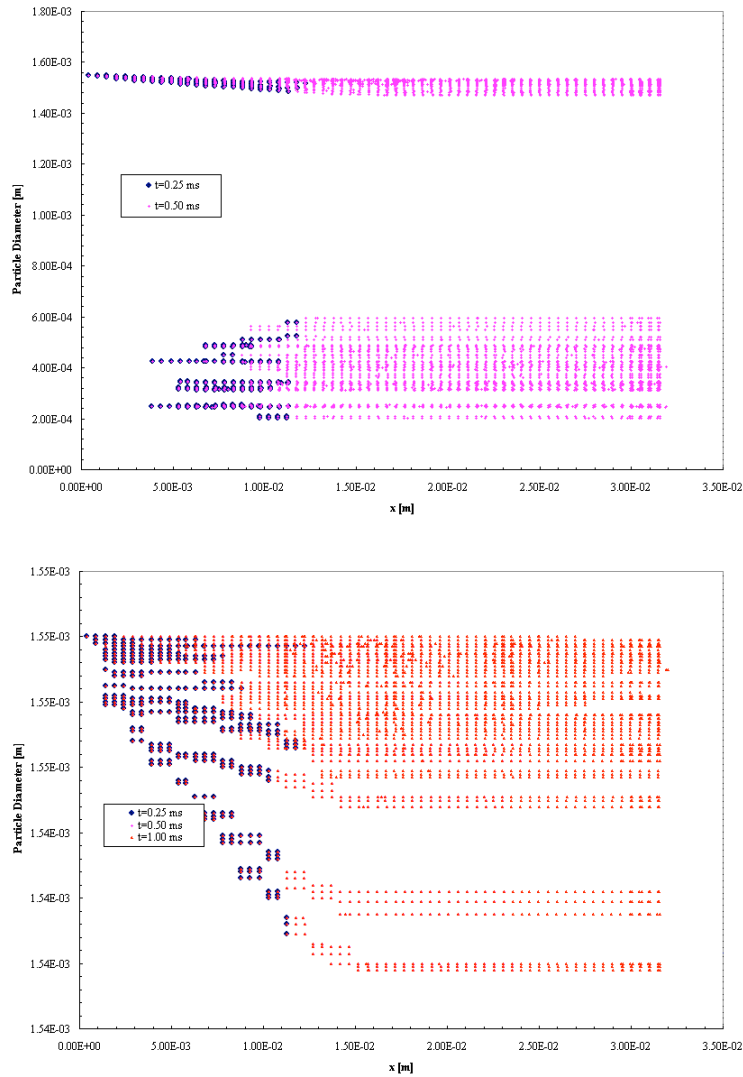 1.80E-03
1.60E-03
1.40E-03
1.20E-03
1.00E-03
8.00E-04
6.00E-04
4.00E-04
2.00E-04
0.00E+00
Particle Diameter [m]
t=0.25 ms
t=0.50 ms
0.00E+00 5.00E-03 1.00E-02 1.50E-02 2.00E-02 2.50E-02 3.00E-02 3.50E-02
x [m]
1.55E-03
1.55E-03
1.55E-03
1.55E-03
1.54E-03
1.54E-03
1.54E-03
1.54E-03
Particle Diameter [m]
t=0.25 ms
t=0.50 ms
t=1.00 ms
0.00E+00 5.00E-03 1.00E-02 1.50E-02 2.00E-02 2.50E-02 3.00E-02 3.50E-02
x [m]